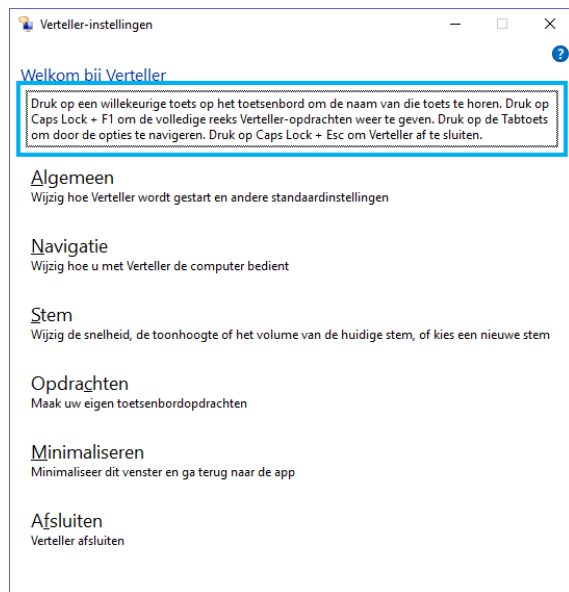 Verteller-instellingen
Welkom bij Verteller
Druk op een willekeurige toets op het toetsenbord om de naam van die toets te horen. Druk op
Caps Lock + F1 om de volledige reeks Verteller-opdrachten weer te geven. Druk op de Tabtoets
om door de opties te navigeren. Druk op Caps Lock + Esc om Verteller af te sluiten.
Algemeen
Wijzig hoe Verteller wordt gestart en andere standaardinstellingen
Navigatie
Wijzig hoe u met Verteller de computer bedient
Stem
Wijzig de snelheid, de toonhoogte of het volume van de huidige stem, of kies een nieuwe stem
Opdrachten
Maak uw eigen toetsenbordopdrachten
Minimaliseren
Minimaliseer dit venster en ga terug naar de app
Afsluiten
Verteller afsluiten